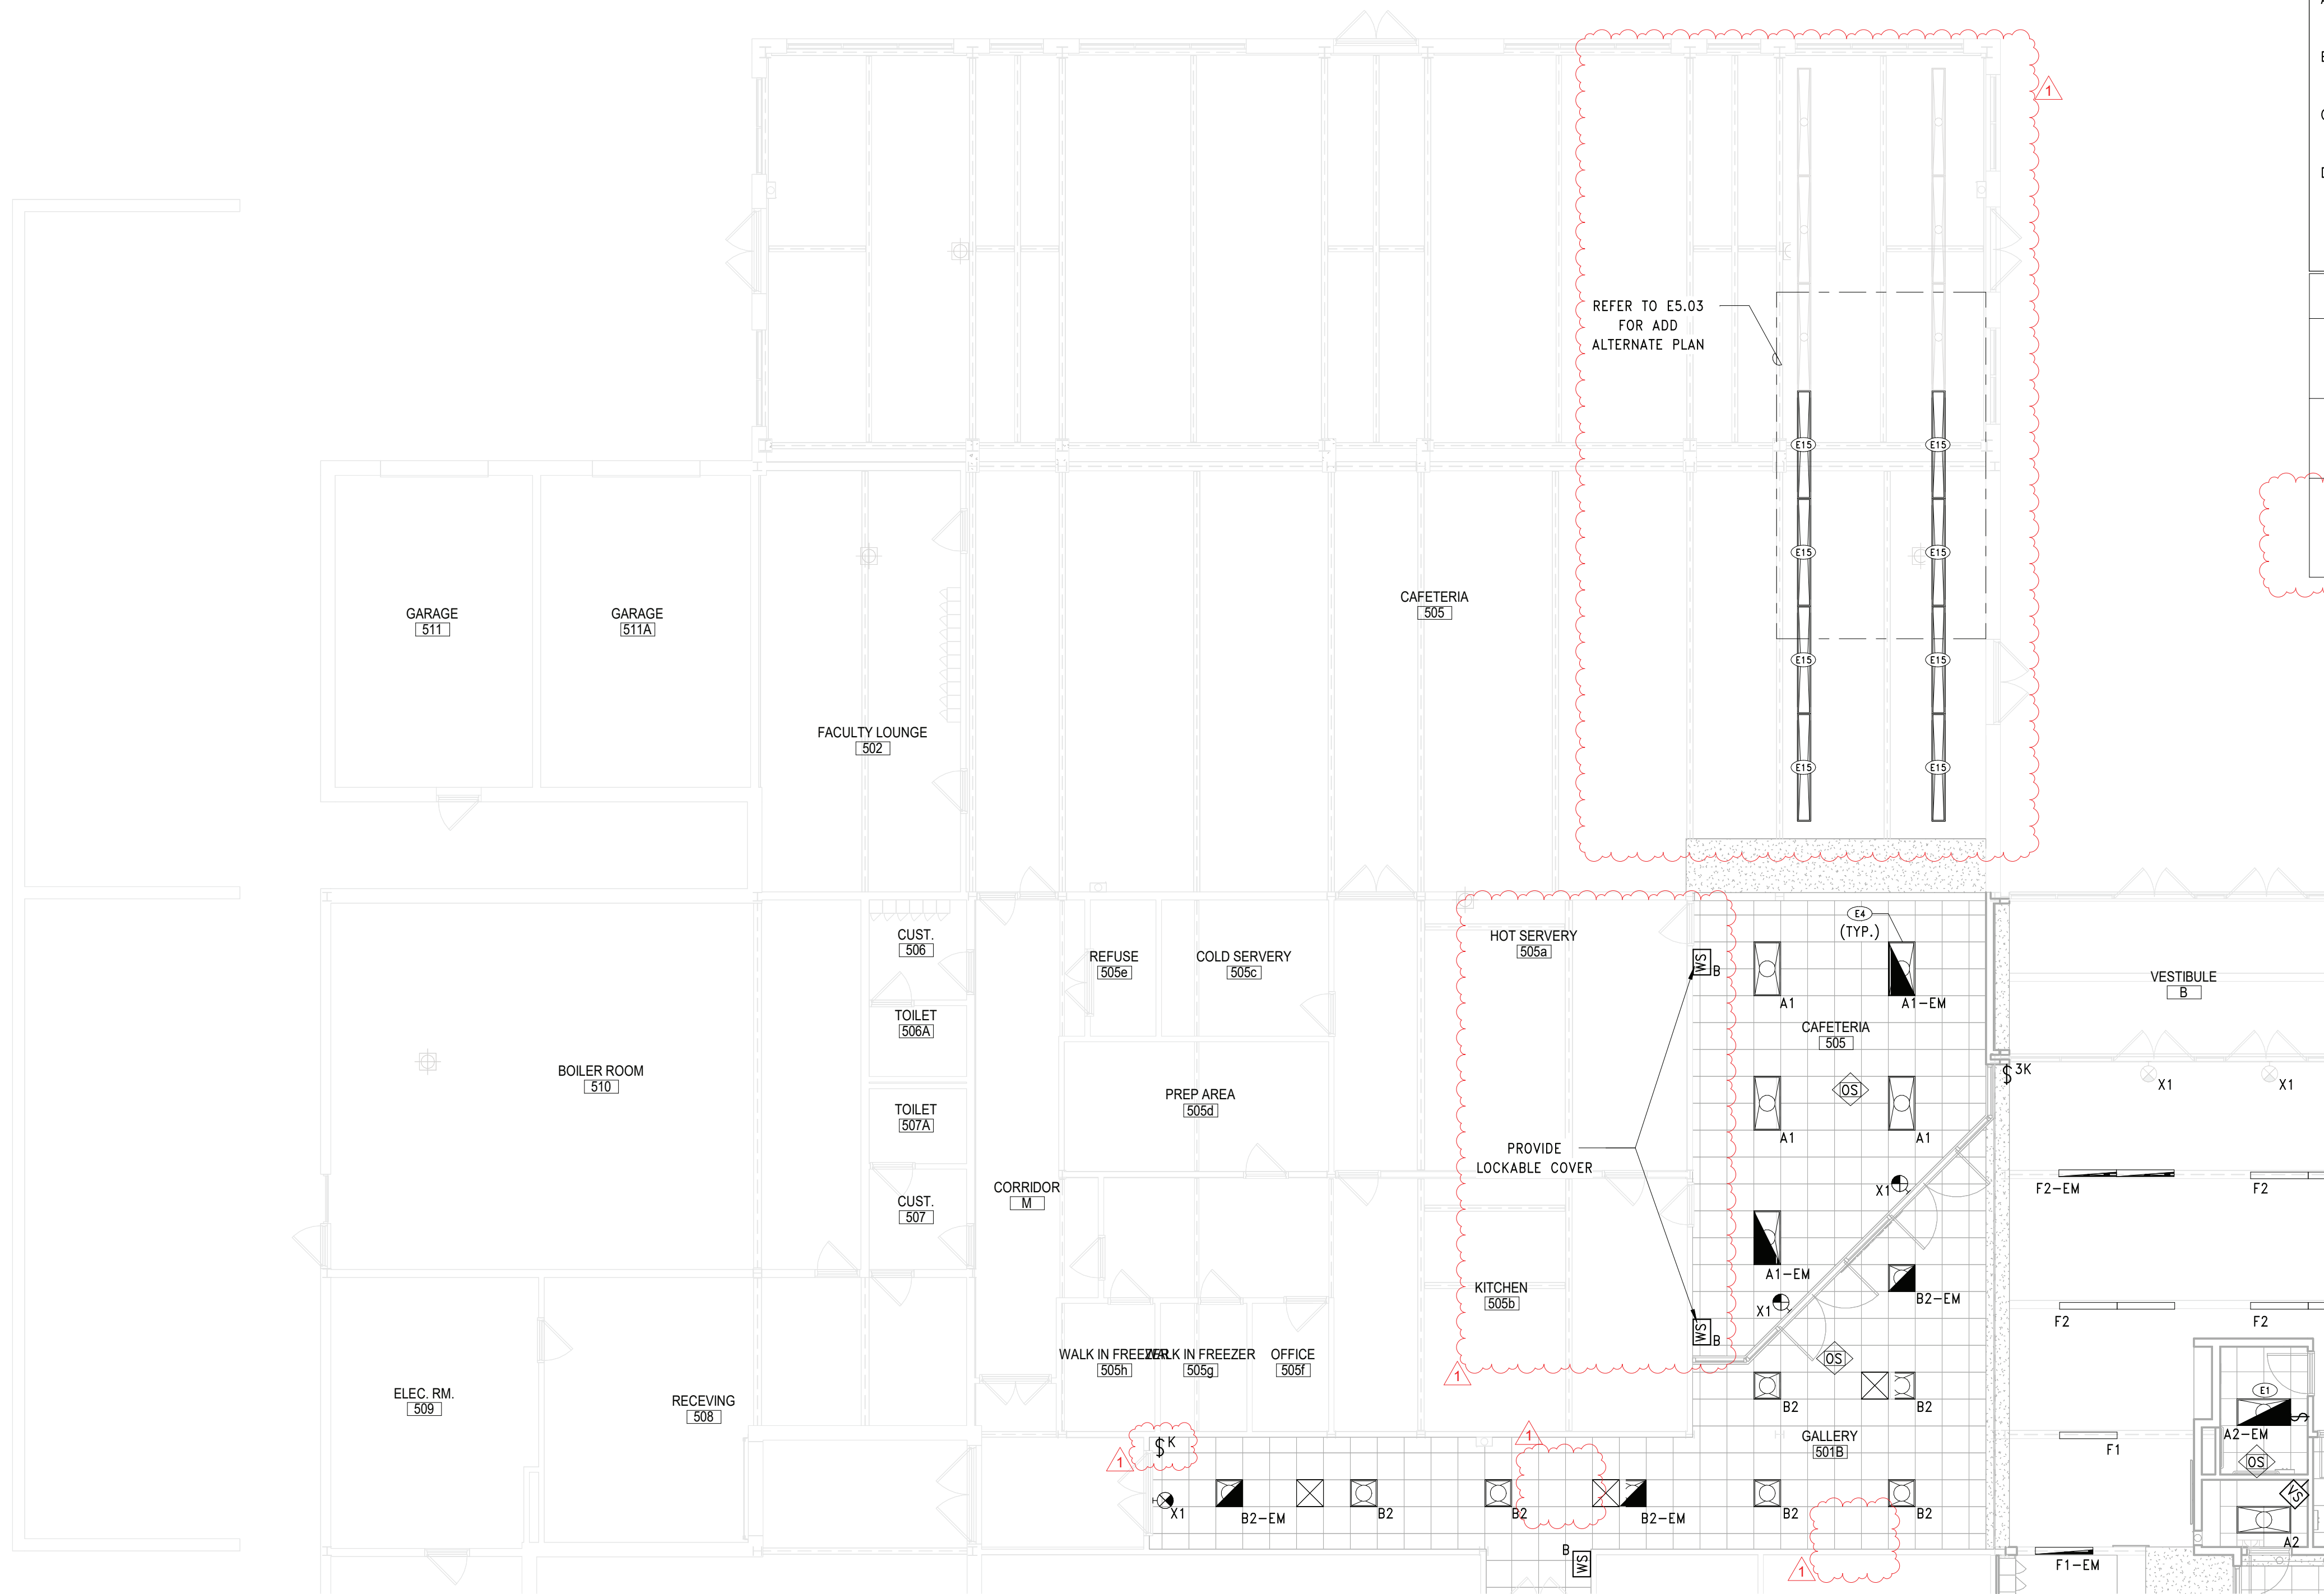 1
REFER TO E5.03
FOR ADD
ALTERNATE PLAN
E15
E15
E15
E15
E15
E15
E15
E15
GARAGE
511
GARAGE
511A
CAFETERIA
505
FACULTY LOUNGE
502
E4
(TYP.)
CUST.
506
REFUSE
505e
COLD SERVERY
505c
HOT SERVERY
505a
WS
B
A1
A1-EM
VESTIBULE
B
TOILET
506A
CAFETERIA
505
BOILER ROOM
510
$ 3K
X1
X1
OS
PREP AREA
505d
TOILET
507A
A1
A1
PROVIDE
LOCKABLE COVER
CORRIDOR
M
CUST.
507
X1
F2-EM
F2
A1-EM
KITCHEN
505b
B2-EM
X1
F2
F2
WS
B
WALK IN FREEZER
505h
WALK IN FREEZER
505g
OFFICE
505f
OS
1
ELEC. RM.
509
RECEVING
508
B2
B2
E1
$
A2-EM
GALLERY
501B
$ K
1
1
F1
OS
VS
X1
B2-EM
B2
B2
B2-EM
B2
B2
A2
B
WS
1
F1-EM